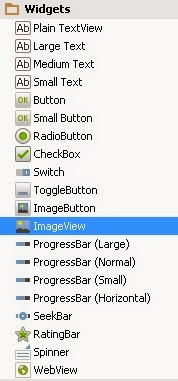 Widgets
Ab Plain TextView
Ab Large Text
Ab Medium Text
Ab Small Text
OK Button
OK Small Button
RadioButton
CheckBox
Switch
ToggleButton
ImageButton
ImageView
ProgressBar (Large)
ProgressBar (Normal)
ProgressBar (Small)
ProgressBar (Horizontal)
SeekBar
RatingBar
Spinner
WebView